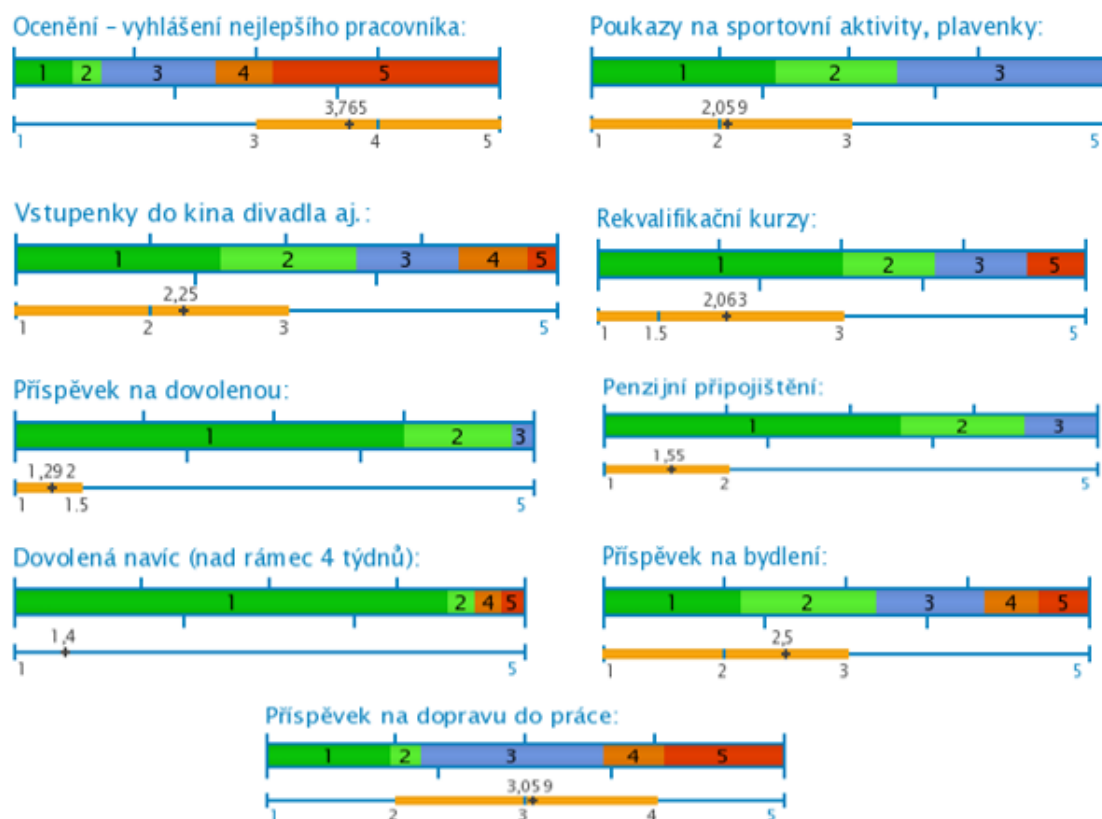 Ocenění – vyhlášení nejlepšího pracovníka:
1 2 3 4 5
3,765
1 3 4 5
Poukazy na sportovní aktivity, plavenky:
1 2 3
2,059
1 2 3 5
Vstupenky do kina divadla aj.:
1 2 3 4 5
2,25
1 2 3 5
Rekvalifikační kurzy:
1 2 3 5
2,063
1 1.5 3 5
Příspěvek na dovolenou:
1 2 3
1,292
1 1.5 5
Penzijní připojištění:
1 2 3
1,55
1 2 5
Dovolená navíc (nad rámec 4 týdnů):
1 2 4 5
1,4
1 5
Příspěvek na bydlení:
1 2 3 4 5
2,5
1 2 3 5
Příspěvek na dopravu do práce:
1 2 3 4 5
3,059
1 2 3 4 5